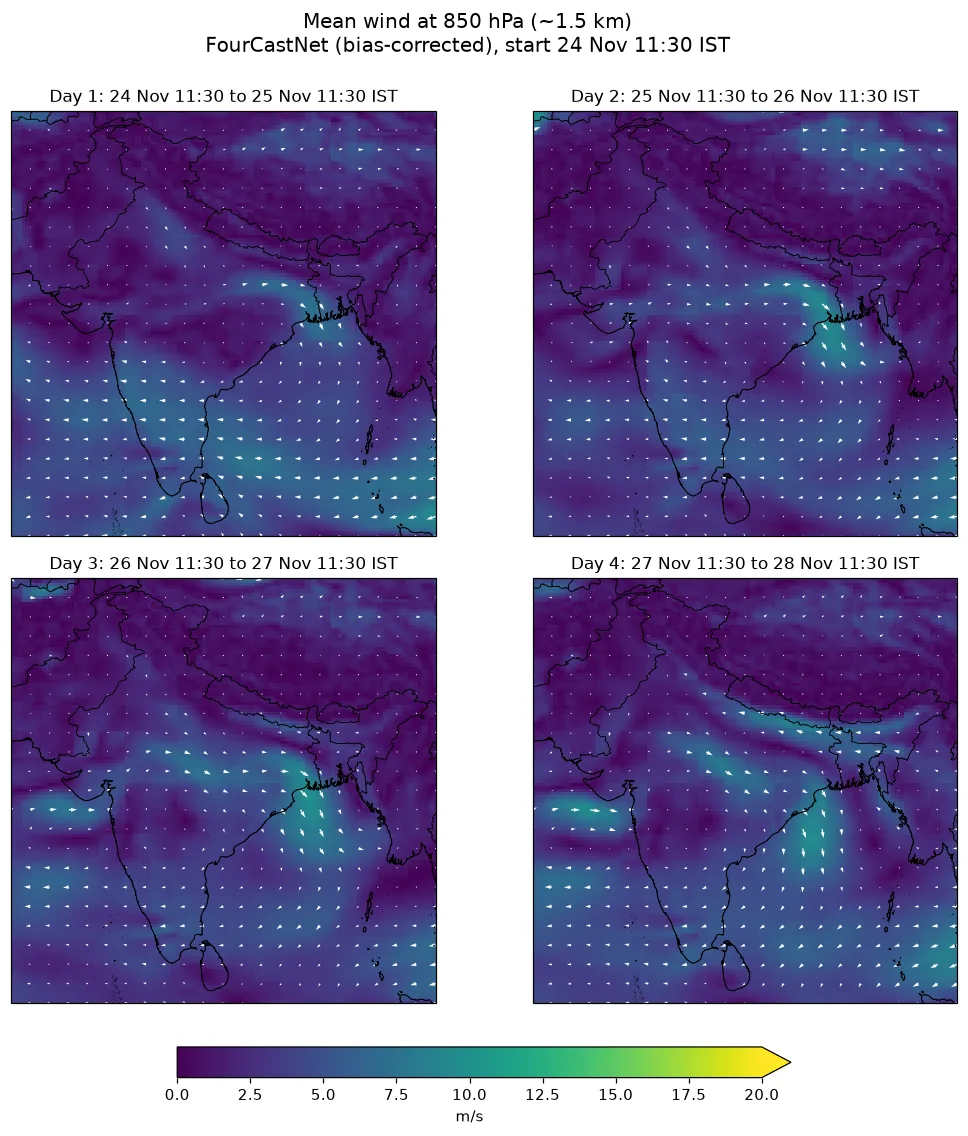 Mean wind at 850 hPa (~1.5 km)
FourCastNet (bias-corrected), start 24 Nov 11:30 IST
Day 1: 24 Nov 11:30 to 25 Nov 11:30 IST
Day 2: 25 Nov 11:30 to 26 Nov 11:30 IST
Day 3: 26 Nov 11:30 to 27 Nov 11:30 IST
Day 4: 27 Nov 11:30 to 28 Nov 11:30 IST
0.0 2.5 5.0 7.5 10.0 12.5 15.0 17.5 20.0
m/s